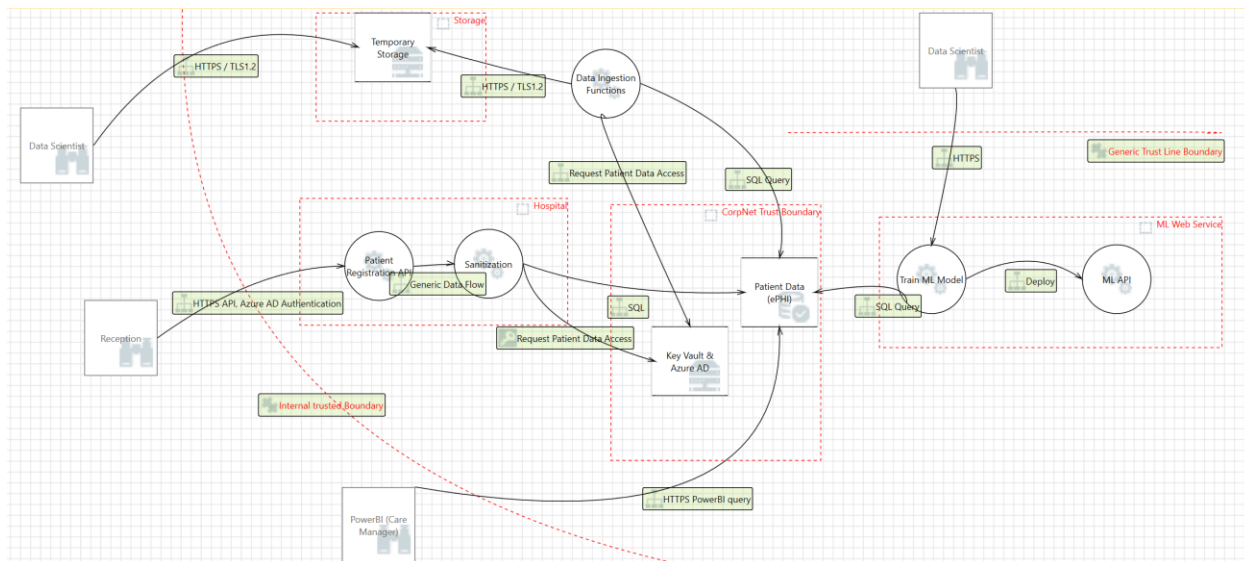 Storage
Temporary
Storage
Data Scientist
HTTPS / TLS1.2
HTTPS / TLS1.2
Data Ingestion
Functions
Data Scientist
HTTPS
Generic Trust Line Boundary
Request Patient Data Access
SQL Query
Hospital
CorpNet Trust Boundary
ML Web Service
Patient
Registration API
Sanitization
Generic Data Flow
Patient Data
(ePHI)
Train ML Model
Deploy
ML API
HTTPS API, Azure AD Authentication
SQL
SQL Query
Reception
Request Patient Data Access
Key Vault &
Azure AD
Internal trusted Boundary
HTTPS PowerBI query
PowerBI (Care
Manager)